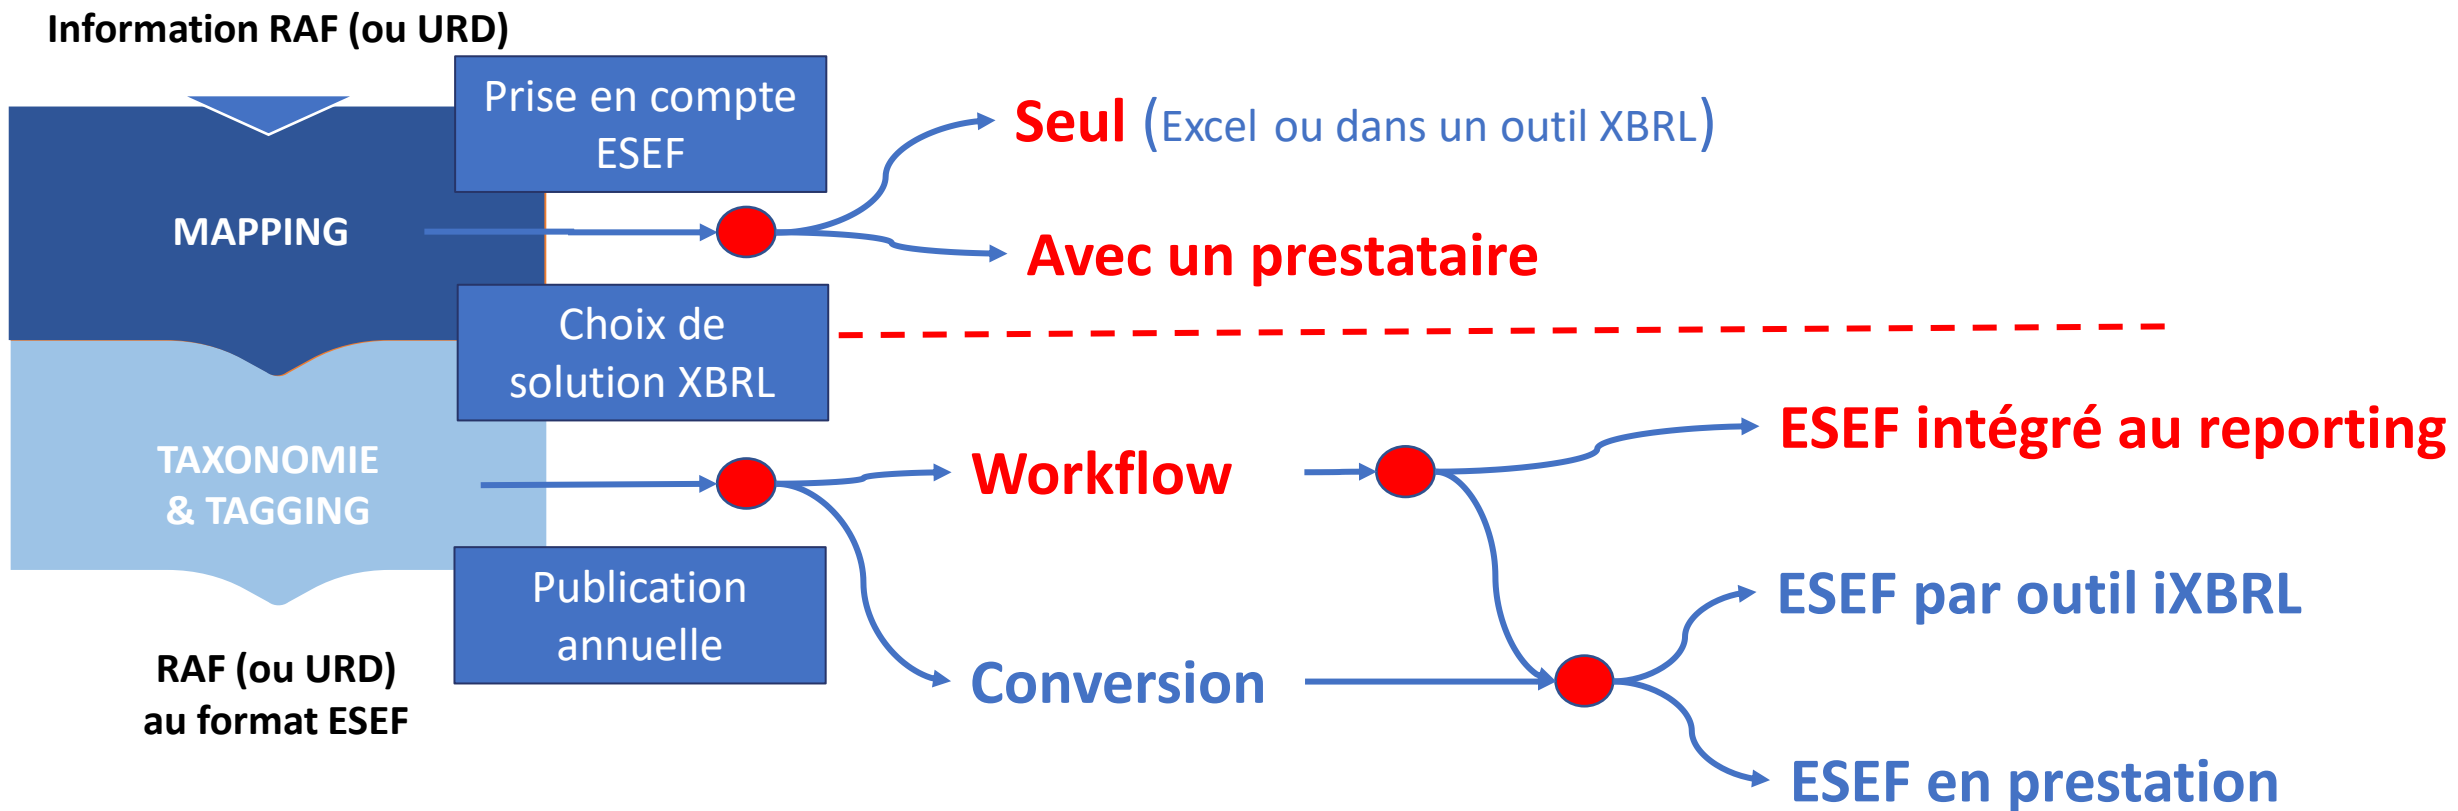 Information RAF (ou URD)
Prise en compte
ESEF
Seul (Excel ou dans un outil XBRL)
MAPPING
Avec un prestataire
Choix de
solution XBRL
ESEF intégré au reporting
TAXONOMIE
& TAGGING
Workflow
Publication
annuelle
ESEF par outil iXBRL
RAF (ou URD)
au format ESEF
Conversion
ESEF en prestation